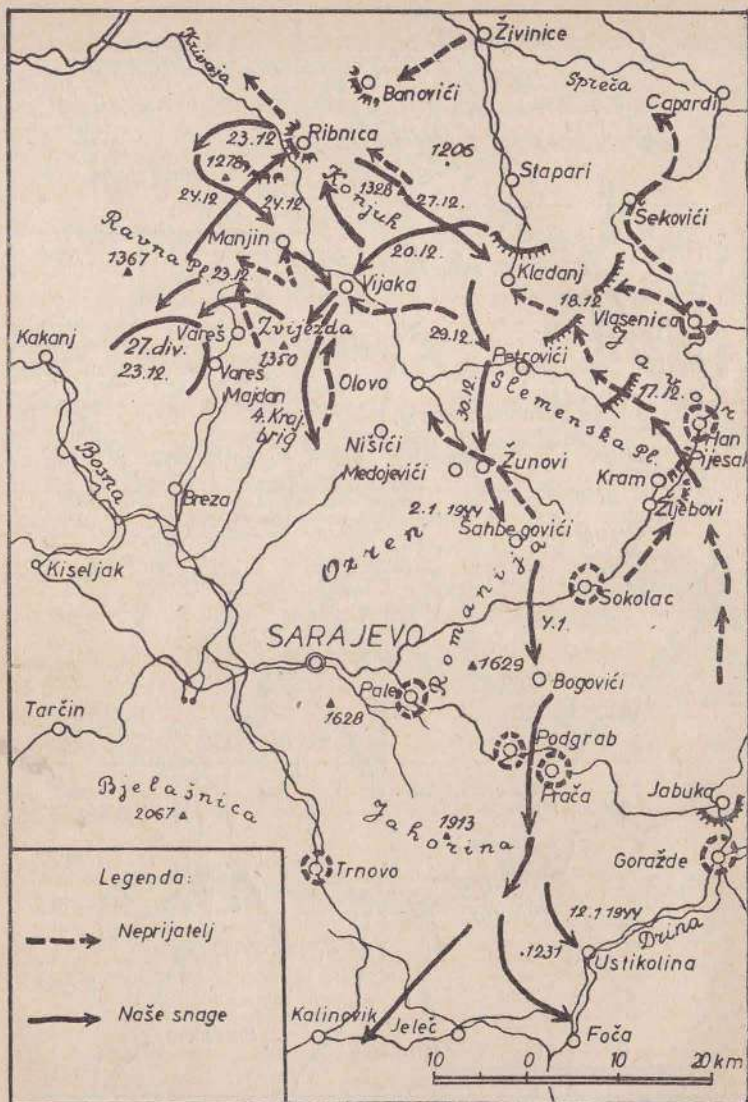 Živinice
Krivaja
Spreča
Banovići
Capardi
23.12
Ribnica
1278
1206
Stapari
1328
27.12.
24.12
24.12
Konjuh
Šekovići
Ravna Pl.
Manjin
20.12.
1367
23.12
Kladanj
Vijaka
18.12
Vlasenica
Kakanj
Vareš
Zvijezda
29.12.
Javor
27. div.
23.12.
1350
Petrovići
Vareš
Majdan
Olovo
17.12.
4. Kraj.
brig
30.12.
Slemenska Pl.
Han
Pijesak
Nišići
Bosna
Medojevići
Žunovi
Kram
Breza
Žljebovi
2.1.1944
Šahbegovići
Ozren
Kiseljak
Romanija
Sokolac
SARAJEVO
4.1.
1629
Bogovići
Pale
Tarčin
1628
Podgrab
Bjelašnica
Prača
Jabuka
2067
Jahorina
1913
Trnovo
Goražde
Legenda:
Neprijatelj
12.1 1944
Drina
1231
Ustikolina
Naše snage
Kalinovik
Jeleč
Foča
10 0 10 20 km